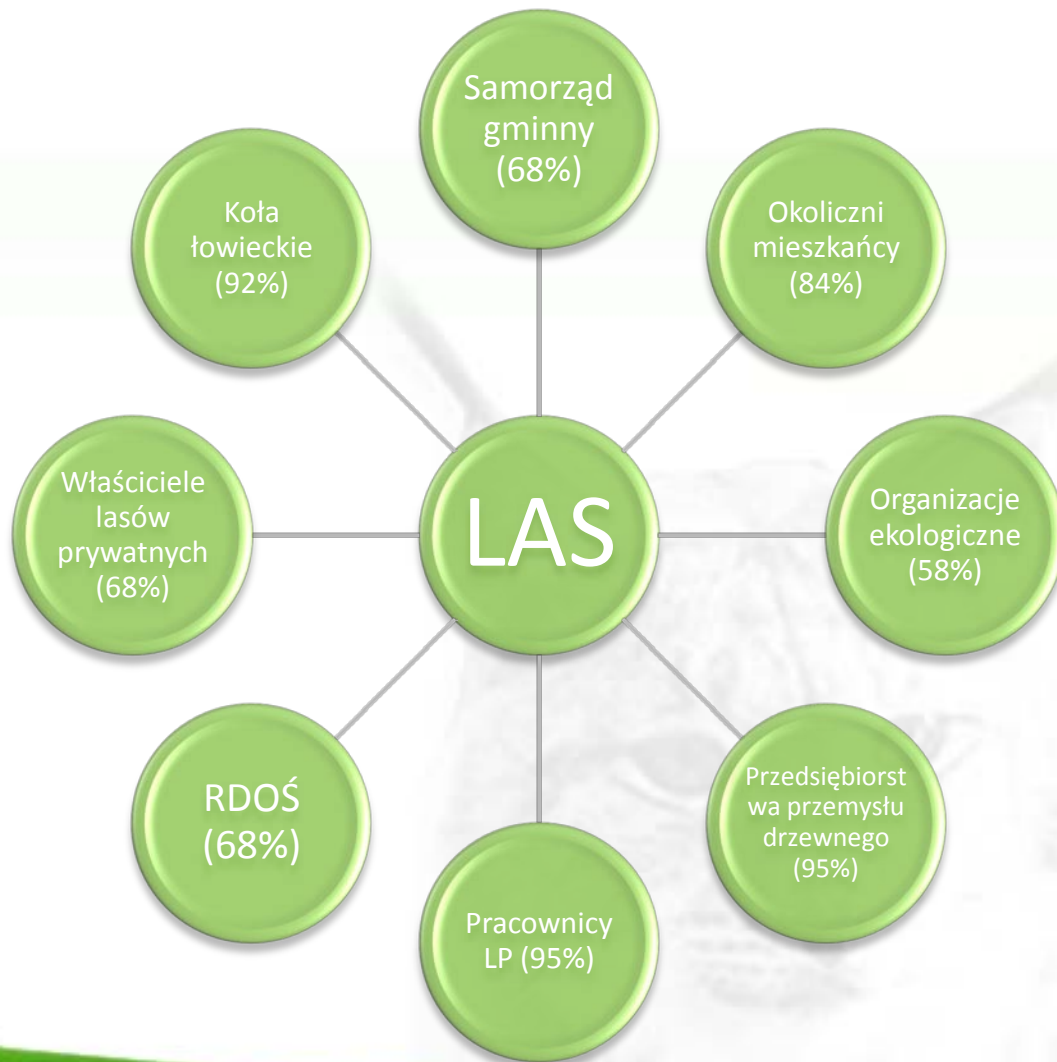 Samorząd
gminny
(68%)
Okoliczni
mieszkańcy
(84%)
Organizacje
ekologiczne
(58%)
Przedsiębiorst
wa przemysłu
drzewnego
(95%)
Pracownicy
LP (95%)
RDOŚ
(68%)
Właściciele
lasów
prywatnych
(68%)
Koła
łowieckie
(92%)
LAS